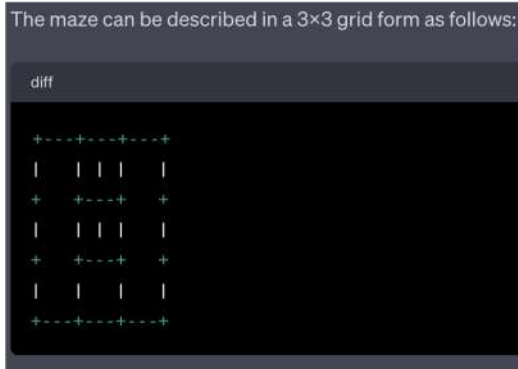 The maze can be described in a 3×3 grid form as follows:
diff
+---+---+---+
|   | | |   |
+   +---+   +
|   | | |   |
+   +---+   +
|   |   |   |
+---+---+---+